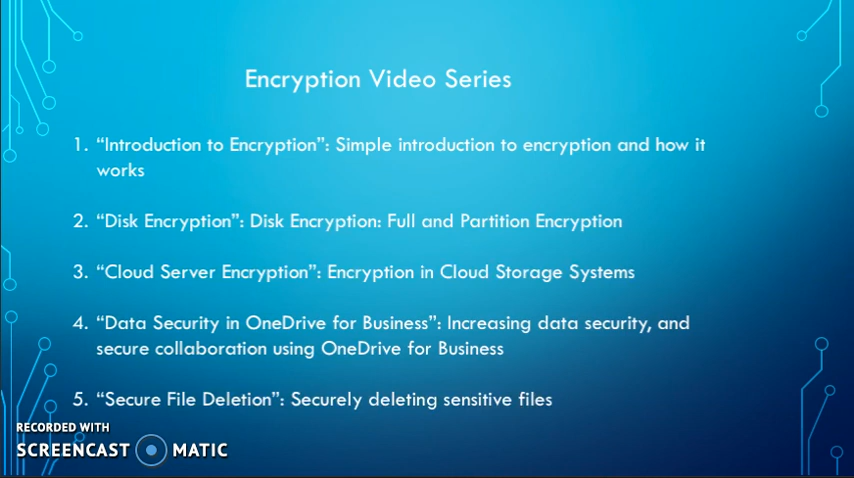 Encryption Video Series
1. “Introduction to Encryption”: Simple introduction to encryption and how it
works
2. “Disk Encryption”: Disk Encryption: Full and Partition Encryption
3. “Cloud Server Encryption”: Encryption in Cloud Storage Systems
4. “Data Security in OneDrive for Business”: Increasing data security, and
secure collaboration using OneDrive for Business
5. “Secure File Deletion”: Securely deleting sensitive files
RECORDED WITH
SCREENCAST MATIC